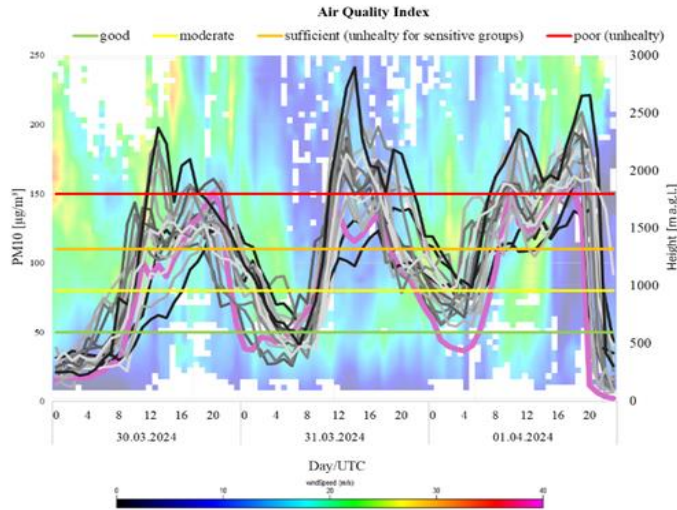 Air Quality Index
good moderate sufficient (unhealty for sensitive groups) poor (unhealty)
250 3000
200 2500
150 2000
100 1500
50 1000
0 500
0
PM10 [µg/m³]
Height [m a.g.l.]
0 4 8 12 16 20 0 4 8 12 16 20 0 4 8 12 16 20
30.03.2024 31.03.2024 01.04.2024
Day/UTC
windSpeed (m/s)
0 10 20 30 40